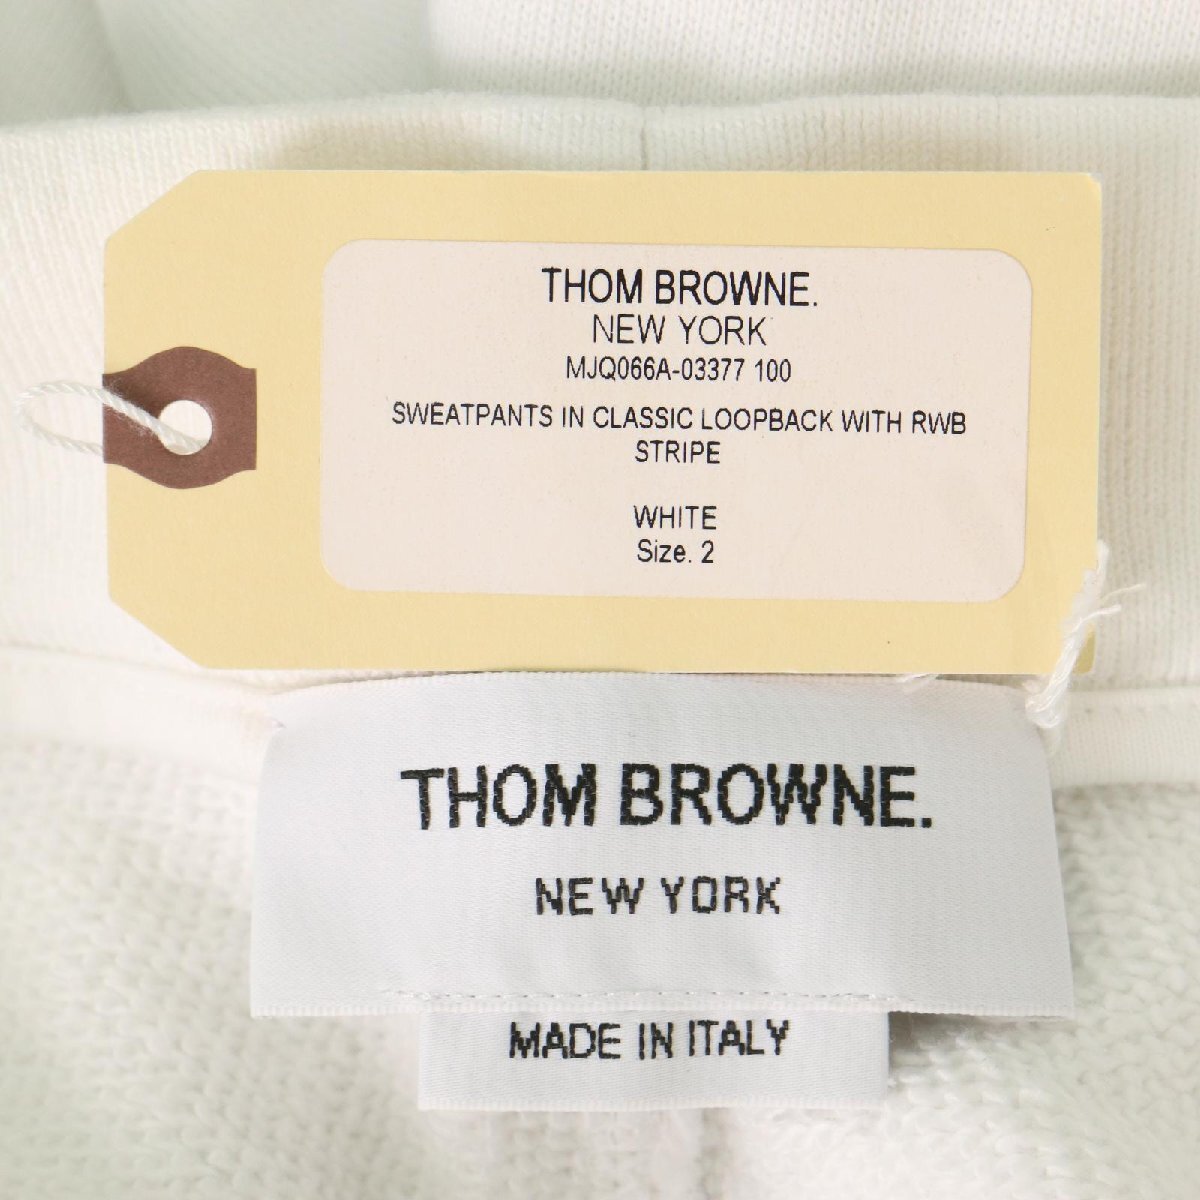 THOM BROWNE.
NEW YORK
MJQ066A-03377 100
SWEATPANTS IN CLASSIC LOOPBACK WITH RWB
STRIPE
WHITE
Size. 2
THOM BROWNE.
NEW YORK
MADE IN ITALY